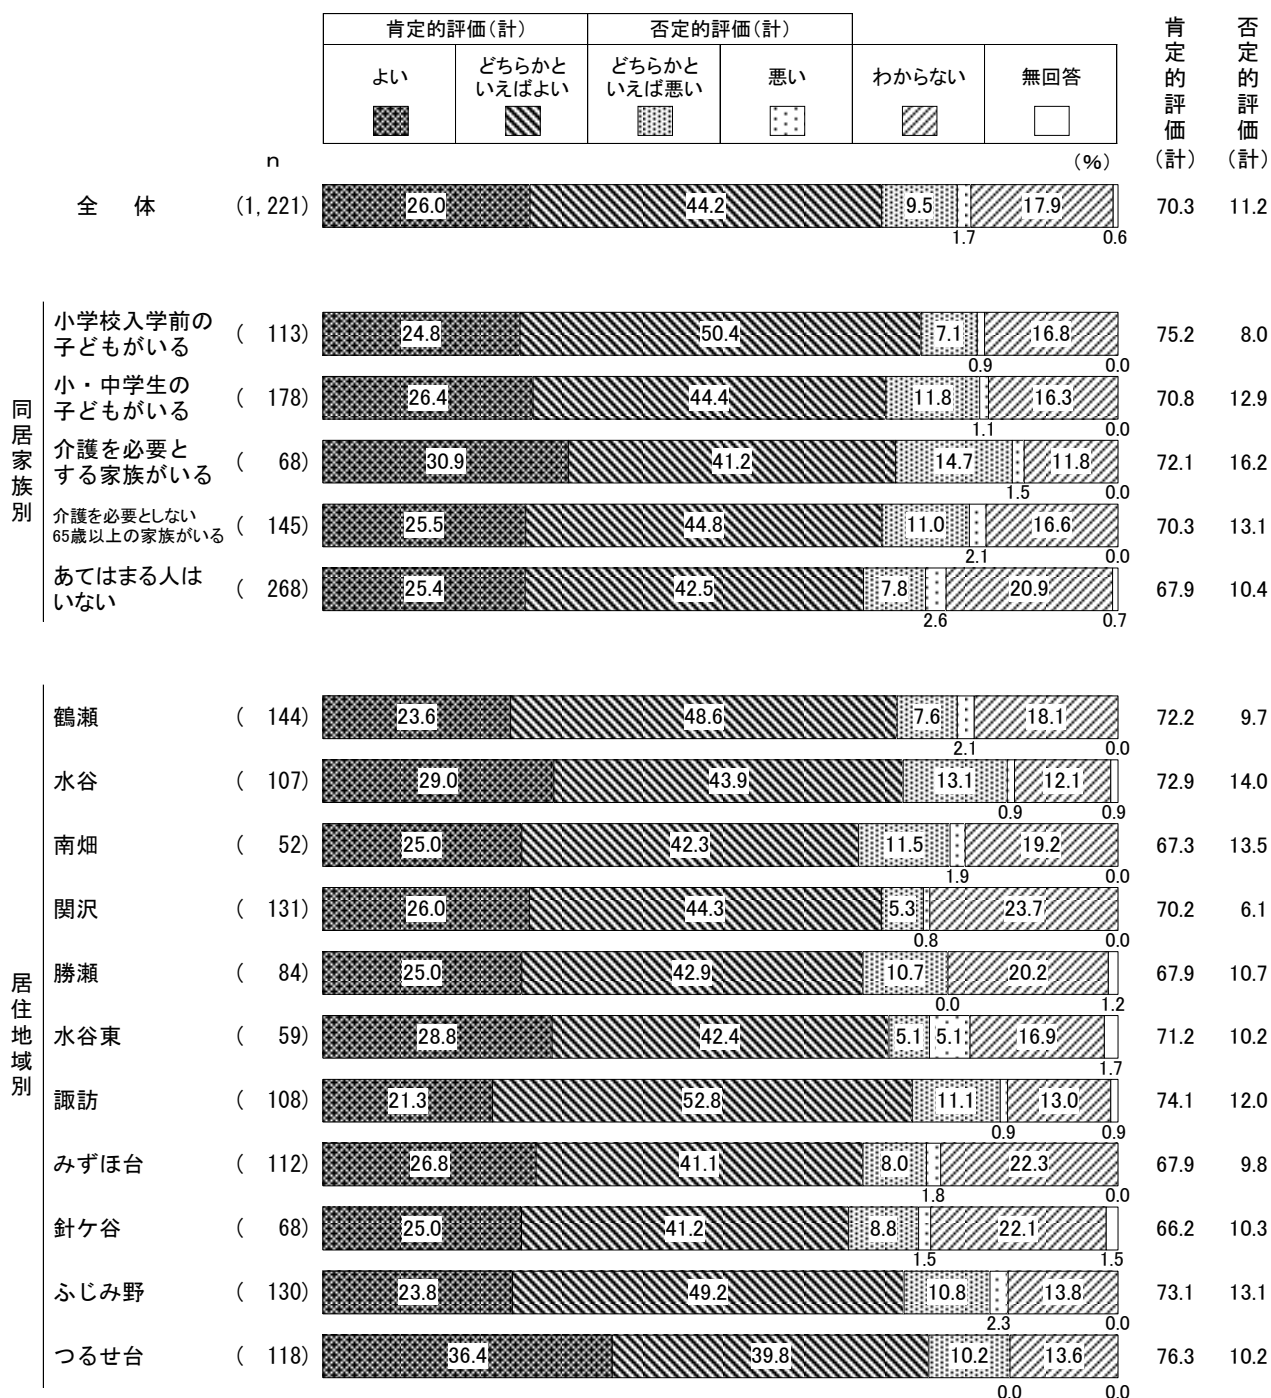 肯定的評価(計) 否定的評価(計)
よい どちらかと いえばよい どちらかと いえば悪い 悪い わからない 無回答
肯定的評価(計)
否定的評価(計)
n (%)
全 体 (1,221) 26.0 44.2 9.5 1.7 17.9 0.6 70.3 11.2
同居家族別
小学校入学前の
子どもがいる ( 113) 24.8 50.4 7.1 0.9 16.8 0.0 75.2 8.0
小・中学生の
子どもがいる ( 178) 26.4 44.4 11.8 1.1 16.3 0.0 70.8 12.9
介護を必要と
する家族がいる ( 68) 30.9 41.2 14.7 1.5 11.8 0.0 72.1 16.2
介護を必要としない
65歳以上の家族がいる ( 145) 25.5 44.8 11.0 2.1 16.6 0.0 70.3 13.1
あてはまる人は
いない ( 268) 25.4 42.5 7.8 2.6 20.9 0.7 67.9 10.4
居住地域別
鶴瀬 ( 144) 23.6 48.6 7.6 2.1 18.1 0.0 72.2 9.7
水谷 ( 107) 29.0 43.9 13.1 0.9 12.1 0.9 72.9 14.0
南畑 ( 52) 25.0 42.3 11.5 1.9 19.2 0.0 67.3 13.5
関沢 ( 131) 26.0 44.3 5.3 0.8 23.7 0.0 70.2 6.1
勝瀬 ( 84) 25.0 42.9 10.7 0.0 20.2 1.2 67.9 10.7
水谷東 ( 59) 28.8 42.4 5.1 5.1 16.9 1.7 71.2 10.2
諏訪 ( 108) 21.3 52.8 11.1 0.9 13.0 0.9 74.1 12.0
みずほ台 ( 112) 26.8 41.1 8.0 1.8 22.3 0.0 67.9 9.8
針ケ谷 ( 68) 25.0 41.2 8.8 1.5 22.1 1.5 66.2 10.3
ふじみ野 ( 130) 23.8 49.2 10.8 2.3 13.8 0.0 73.1 13.1
つるせ台 ( 118) 36.4 39.8 10.2 0.0 13.6 0.0 76.3 10.2